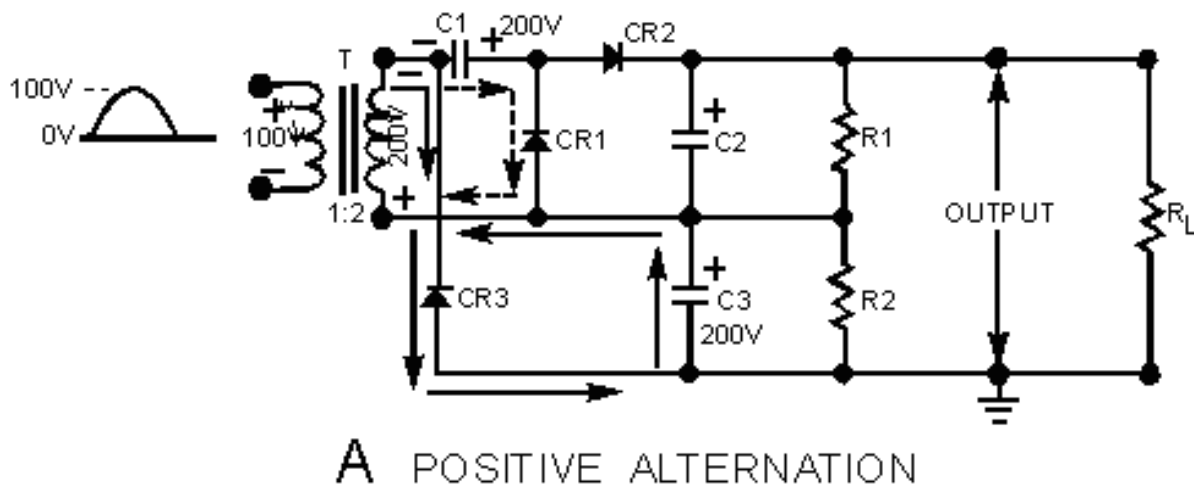 C1
200V
CR2
T
100V
0V
100V
200V
1:2
CR1
C2
R1
OUTPUT
RL
CR3
C3
200V
R2
A POSITIVE ALTERNATION